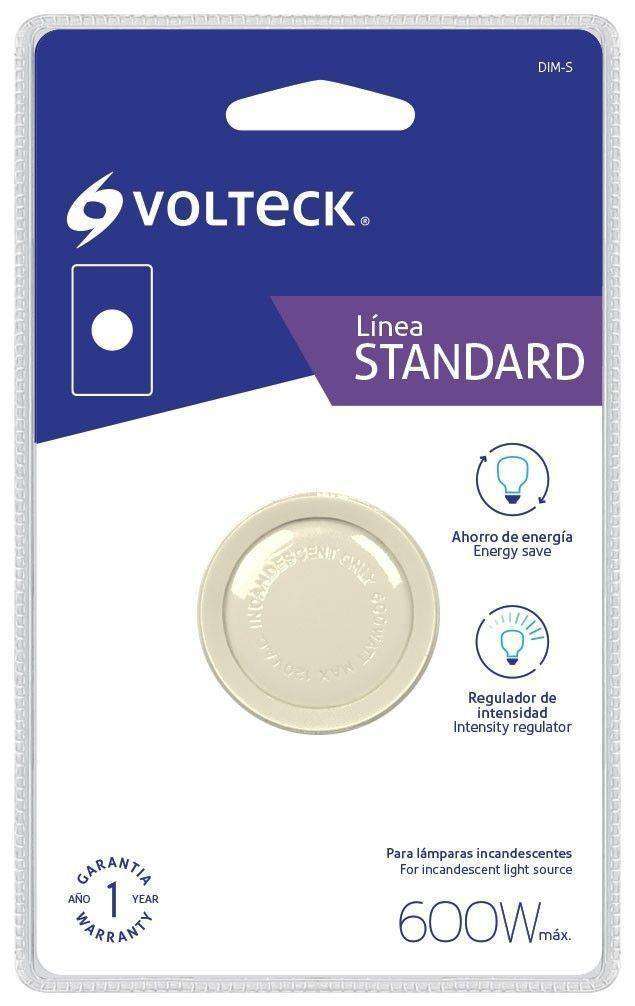 DIM-S
VOLTECK®
Línea
STANDARD
Ahorro de energía
Energy save
INCANDESCENT ONLY 600WATT MAX 120
Regulador de
intensidad
Intensity regulator
GARANTIA
AÑO 1 YEAR
WARRANTY
Para lámparas incandescentes
For incandescent light source
600W máx.